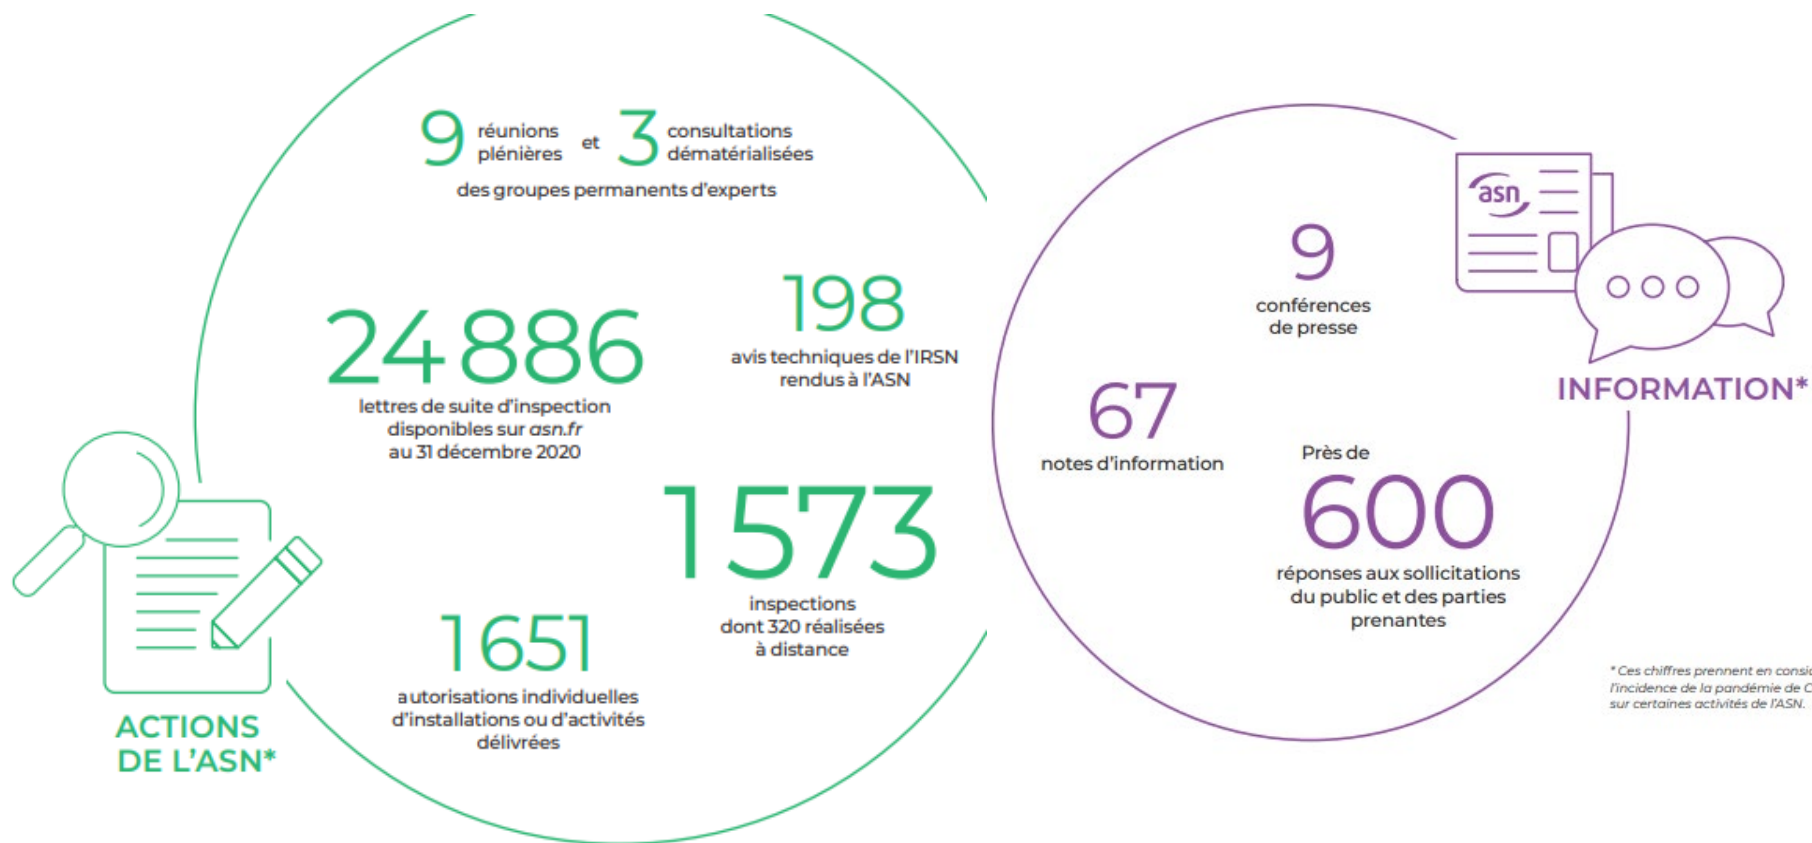 9 réunions plénières et 3 consultations dématérialisées
des groupes permanents d'experts
24 886
lettres de suite d'inspection
disponibles sur asn.fr
au 31 décembre 2020
198
avis techniques de l'IRSN
rendus à l'ASN
1 573
inspections
dont 320 réalisées
à distance
1 651
autorisations individuelles
d'installations ou d'activités
délivrées
ACTIONS
DE L'ASN*
asn
9
conférences
de presse
INFORMATION*
67
notes d'information
Près de
600
réponses aux sollicitations
du public et des parties
prenantes
* Ces chiffres prennent en
l'incidence de la pandémie de
sur certaines activités de l'ASN.